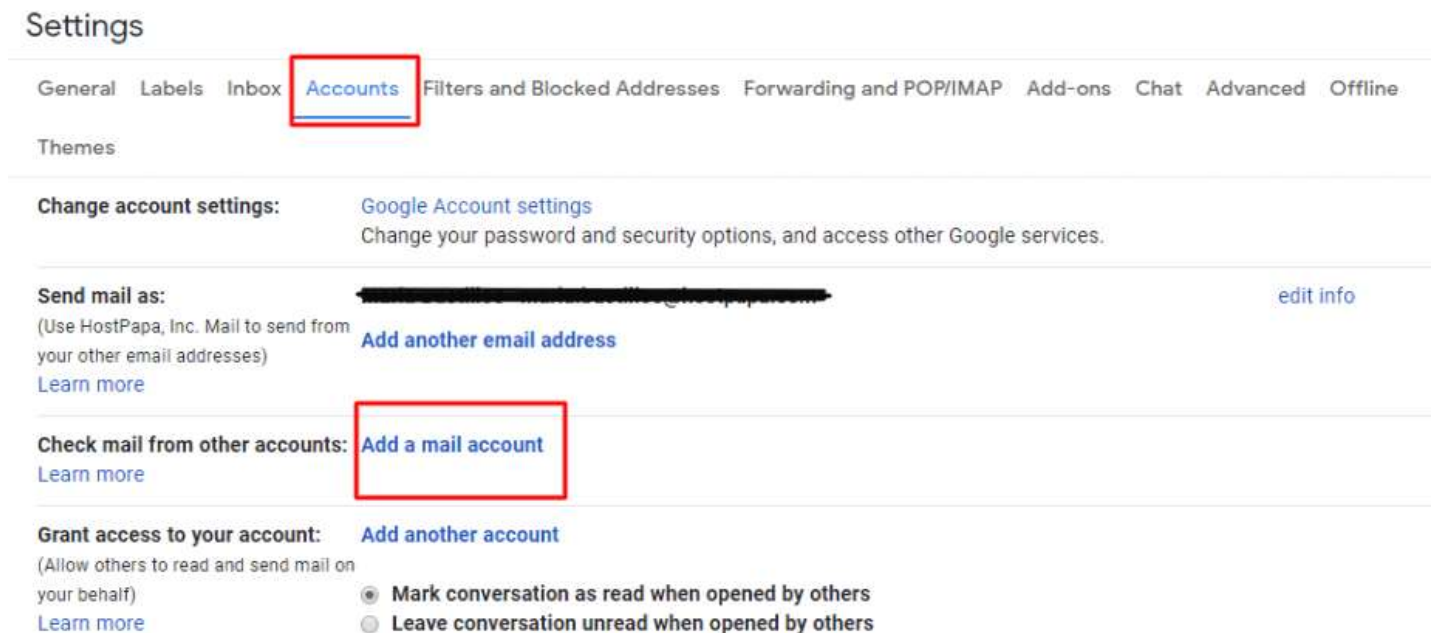 Settings
General Labels Inbox Accounts Filters and Blocked Addresses Forwarding and POP/IMAP Add-ons Chat Advanced Offline
Themes
Change account settings: Google Account settings
Change your password and security options, and access other Google services.
Send mail as: edit info
(Use HostPapa, Inc. Mail to send from
your other email addresses)
Add another email address
Learn more
Check mail from other accounts: Add a mail account
Learn more
Grant access to your account: Add another account
(Allow others to read and send mail on
your behalf)
Mark conversation as read when opened by others
Learn more
Leave conversation unread when opened by others